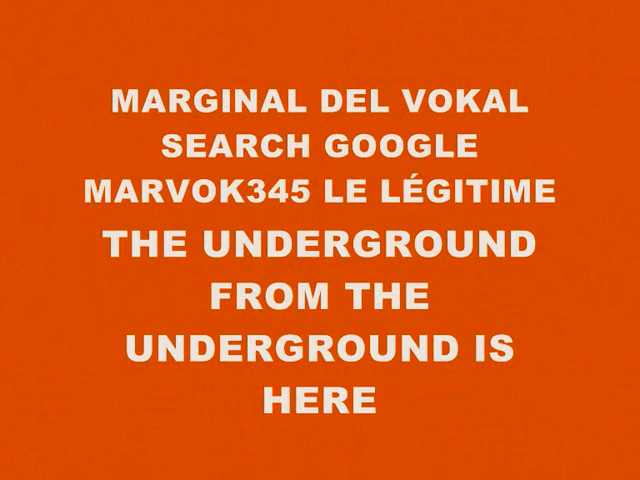 MARGINAL DEL VOKAL
SEARCH GOOGLE
MARVOK345 LE LÉGITIME
THE UNDERGROUND
FROM THE
UNDERGROUND IS
HERE